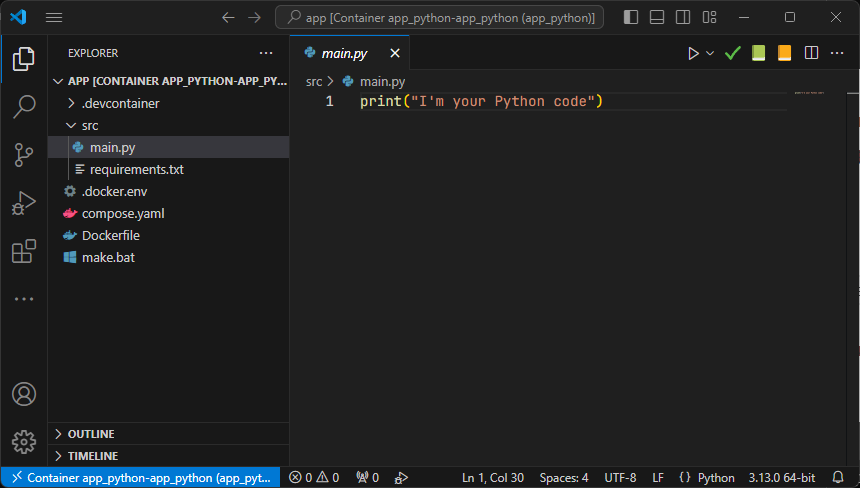 app [Container app_python-app_python (app_python)]
EXPLORER
APP [CONTAINER APP_PYTHON-APP_PY...
.devcontainer
src
main.py
requirements.txt
.docker.env
compose.yaml
Dockerfile
make.bat
OUTLINE
TIMELINE
main.py
src > main.py
1 print("I'm your Python code")
Container app_python-app_python (app_pyt... 0 0 0 Ln 1, Col 30 Spaces: 4 UTF-8 LF {} Python 3.13.0 64-bit